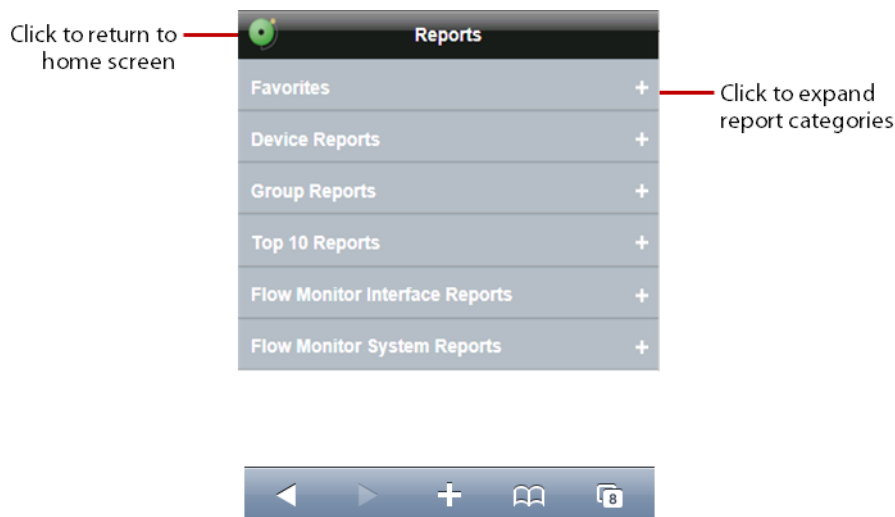 Click to return to
home screen
Reports
Favorites
Click to expand
report categories
Device Reports
Group Reports
Top 10 Reports
Flow Monitor Interface Reports
Flow Monitor System Reports
8